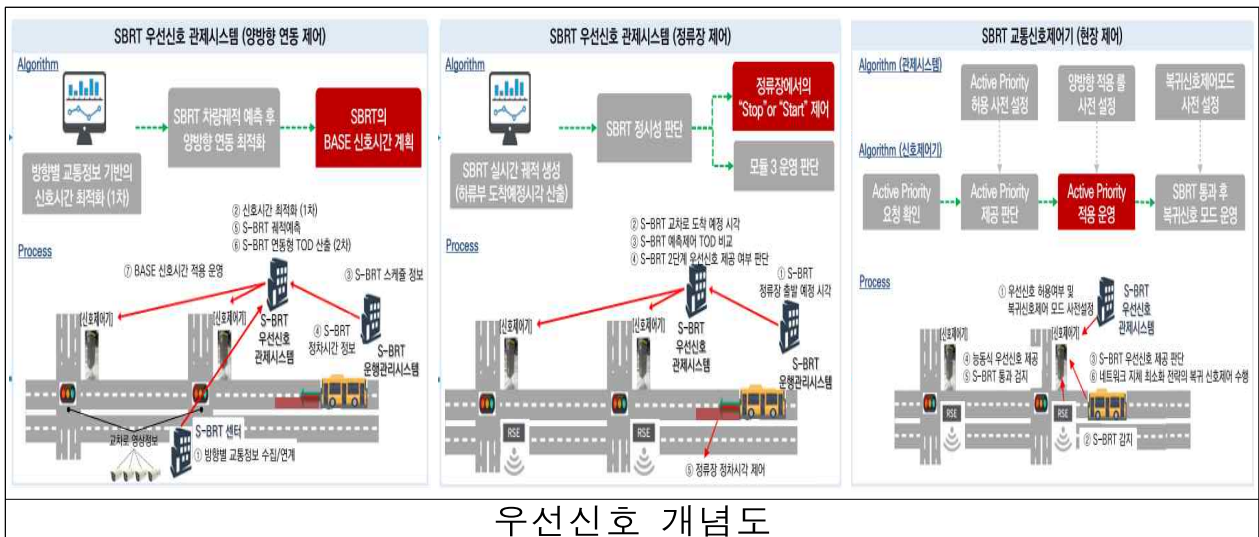 SBRT 우선신호 관제시스템 (양방향 연동 제어)
Algorithm
방향별 교통정보 기반의
신호시간 최적화 (1차)
SBRT 차량궤적 예측 후
양방향 연동 최적화
SBRT의
BASE 신호시간 계획
Process
② 신호시간 최적화 (1차)
⑤ S-BRT 궤적예측
⑥ S-BRT 연동형 TOD 산출 (2차)
⑦ BASE 신호시간 적용 운영
③ S-BRT 스케줄 정보
[신호제어기]
[신호제어기]
S-BRT
우선신호
관제시스템
④ S-BRT
정차시간 정보
S-BRT
운행관리시스템
교차로 영상정보
S-BRT 센터
① 방향별 교통정보 수집/연계
SBRT 우선신호 관제시스템 (정류장 제어)
Algorithm
SBRT 실시간 궤적 생성
(하류부 도착예정시각 산출)
SBRT 정시성 판단
정류장에서의
"Stop"or "Start" 제어
모듈 3 운영 판단
Process
② S-BRT 교차로 도착 예정 시각
③ S-BRT 예측제어 TOD 비교
④ S-BRT 2단계 우선신호 제공 여부 판단
① S-BRT
정류장 출발 예정 시각
[신호제어기]
[신호제어기]
S-BRT
우선신호
관제시스템
S-BRT
운행관리시스템
RSE
RSE
⑤ 정류장 정차시각 제어
SBRT 교통신호제어기 (현장 제어)
Algorithm (관제시스템)
Active Priority
허용 사전 설정
양방향 적용 룰
사전 설정
복귀신호제어모드
사전 설정
Algorithm (신호제어기)
Active Priority
요청 확인
Active Priority
제공 판단
Active Priority
적용 운영
SBRT 통과 후
복귀신호 모드 운영
Process
① 우선신호 허용여부 및
복귀신호제어 모드 사전설정
S-BRT
우선신호
관제시스템
[신호제어기]
[신호제어기]
④ 능동식 우선신호 제공
⑤ S-BRT 통과 감지
③ S-BRT 우선신호 제공 판단
⑥ 네트워크 지체 최소화 전략의 복귀 신호제어 수행
RSE
RSE
② S-BRT 감지
우선신호 개념도